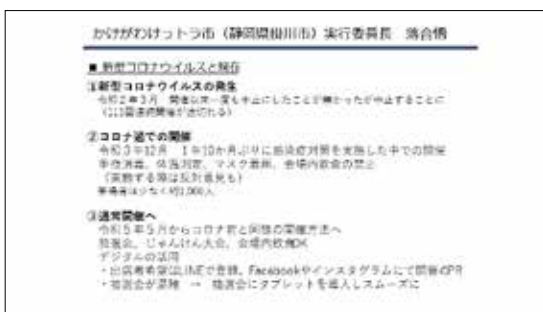 かけがわけっトラ市（静岡県掛川市）実行委員長　落合
■ 新型コロナウイルスと現在
①新型コロナウイルスの発生
令和２年３月　開催以来一度も中止にしたことが無かったが中止することに
連続開催が途切れる）
②コロナ過での開催
令和３年12月　１年10か月ぶりに感染症対策を実施した中での開催
手指消毒、体温測定、マスク着用、会場内飲食の禁止
（実施する際は反対意見も）
来場者は少なく約1,000人
③通常開催へ
令和５年５月からコロナ前と同様の開催方法へ
抽選会、じゃんけん大会、会場内飲食OK
デジタルの活用
・出店者希望はLINEで登録、Facebookやインスタグラムにて開催のPR
・抽選会が混雑　→　抽選会にタブレットを導入しスムーズに